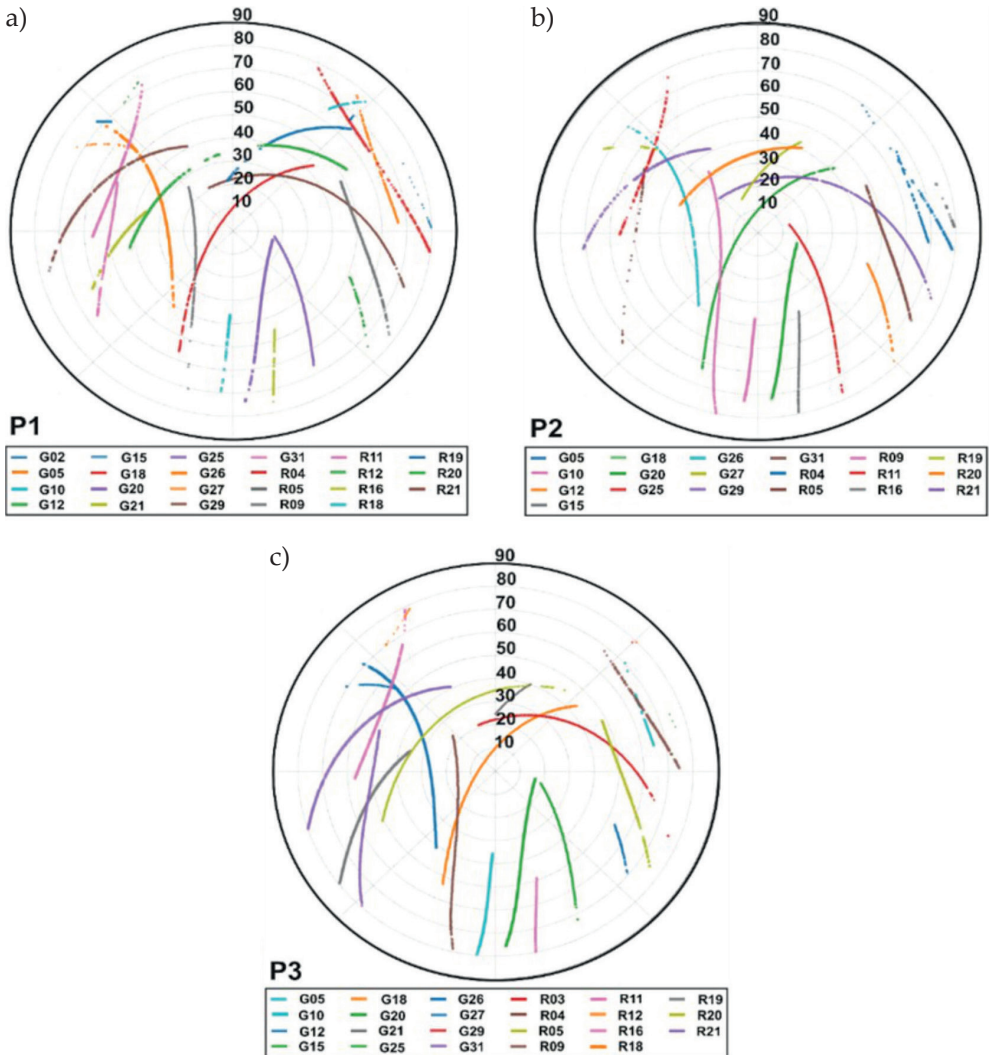 a)
90
80
70
60
50
40
30
20
10
P1
G02 G15 G25 G31 R11 R19
G05 G18 G26 R04 R12 R20
G10 G20 G27 R05 R16 R21
G12 G21 G29 R09 R18
b)
90
80
70
60
50
40
30
20
10
P2
G05 G18 G26 G31 R09 R19
G10 G20 G27 R04 R11 R20
G12 G25 G29 R05 R16 R21
G15
c)
90
80
70
60
50
40
30
20
10
P3
G05 G18 G26 R03 R11 R19
G10 G20 G27 R04 R12 R20
G12 G21 G29 R05 R16 R21
G15 G25 G31 R09 R18